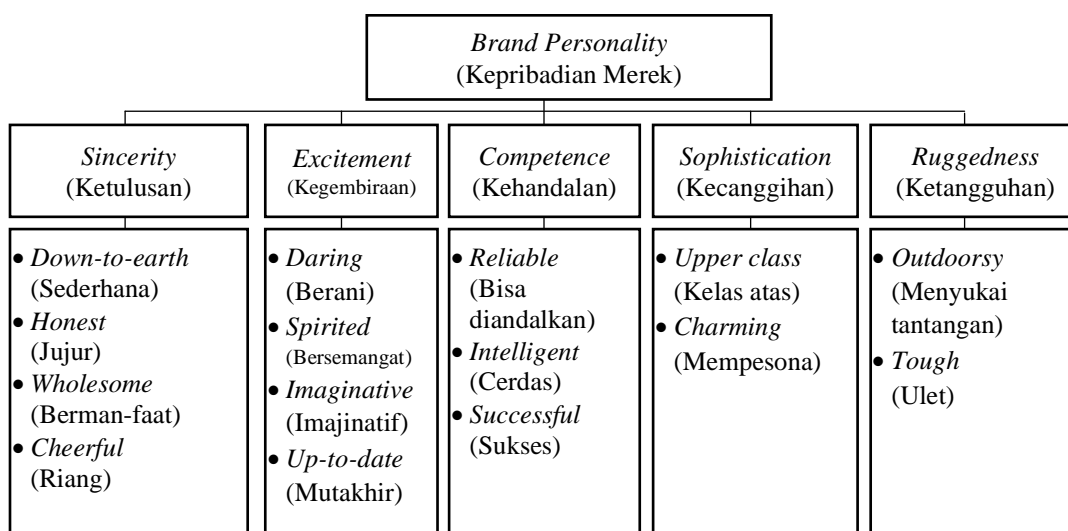 Brand Personality
(Kepribadian Merek)
Sincerity
(Ketulusan)
Excitement
(Kegembiraan)
Competence
(Kehandalan)
Sophistication
(Kecanggihan)
Ruggedness
(Ketangguhan)
• Down-to-earth
(Sederhana)
• Honest
(Jujur)
• Wholesome
(Berman-faat)
• Cheerful
(Riang)
• Daring
(Berani)
• Spirited
(Bersemangat)
• Imaginative
(Imajinatif)
• Up-to-date
(Mutakhir)
• Reliable
(Bisa
diandalkan)
• Intelligent
(Cerdas)
• Successful
(Sukses)
• Upper class
(Kelas atas)
• Charming
(Mempesona)
• Outdoorsy
(Menyukai
tantangan)
• Tough
(Ulet)